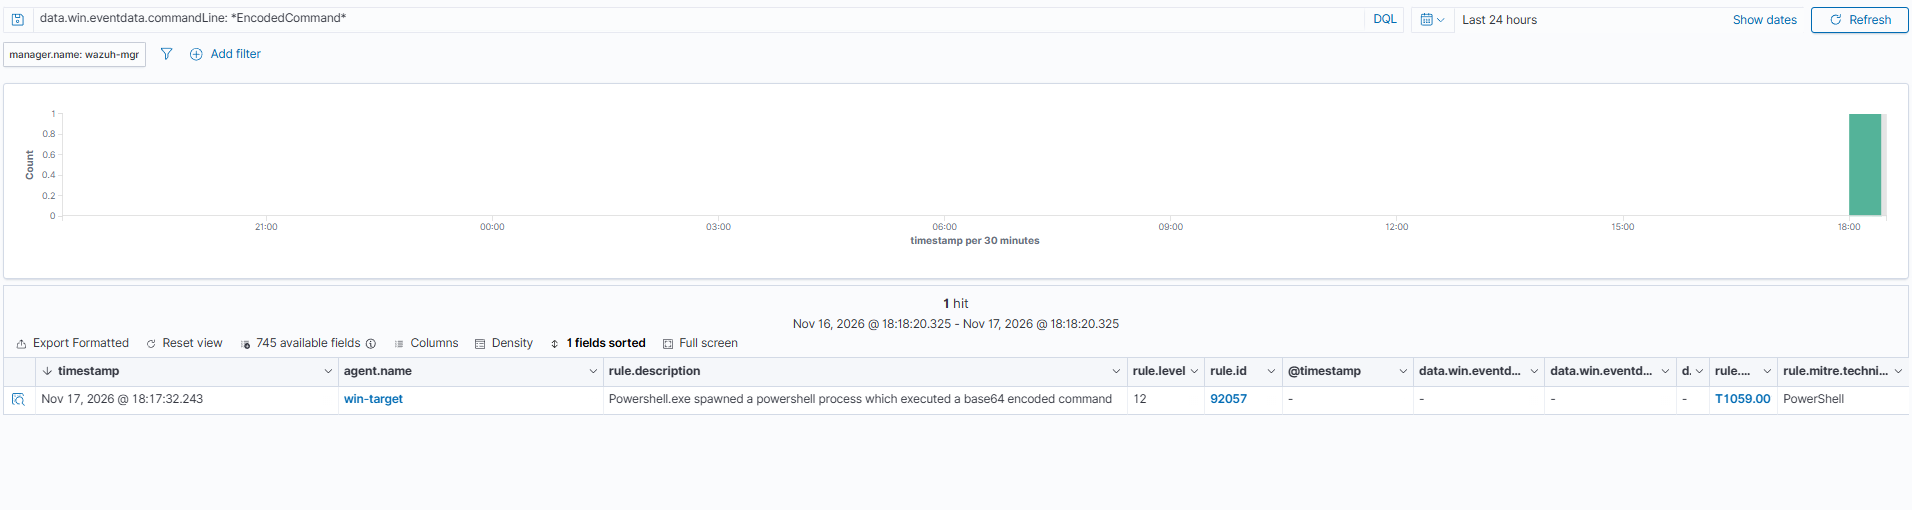 data.win.eventdata.commandLine: *EncodedCommand* DQL Last 24 hours Show dates Refresh
manager.name: wazuh-mgr Add filter
1
0.8
0.6
0.4
0.2
0
Count
21:00 00:00 03:00 06:00 09:00 12:00 15:00 18:00
timestamp per 30 minutes
1 hit
Nov 16, 2026 @ 18:18:20.325 - Nov 17, 2026 @ 18:18:20.325
Export Formatted Reset view 745 available fields Columns Density 1 fields sorted Full screen
timestamp agent.name rule.description rule.level rule.id @timestamp data.win.eventd... data.win.eventd... d. rule.... rule.mitre.techni...
Nov 17, 2026 @ 18:17:32.243 win-target Powershell.exe spawned a powershell process which executed a base64 encoded command 12 92057 - - - - T1059.00 PowerShell